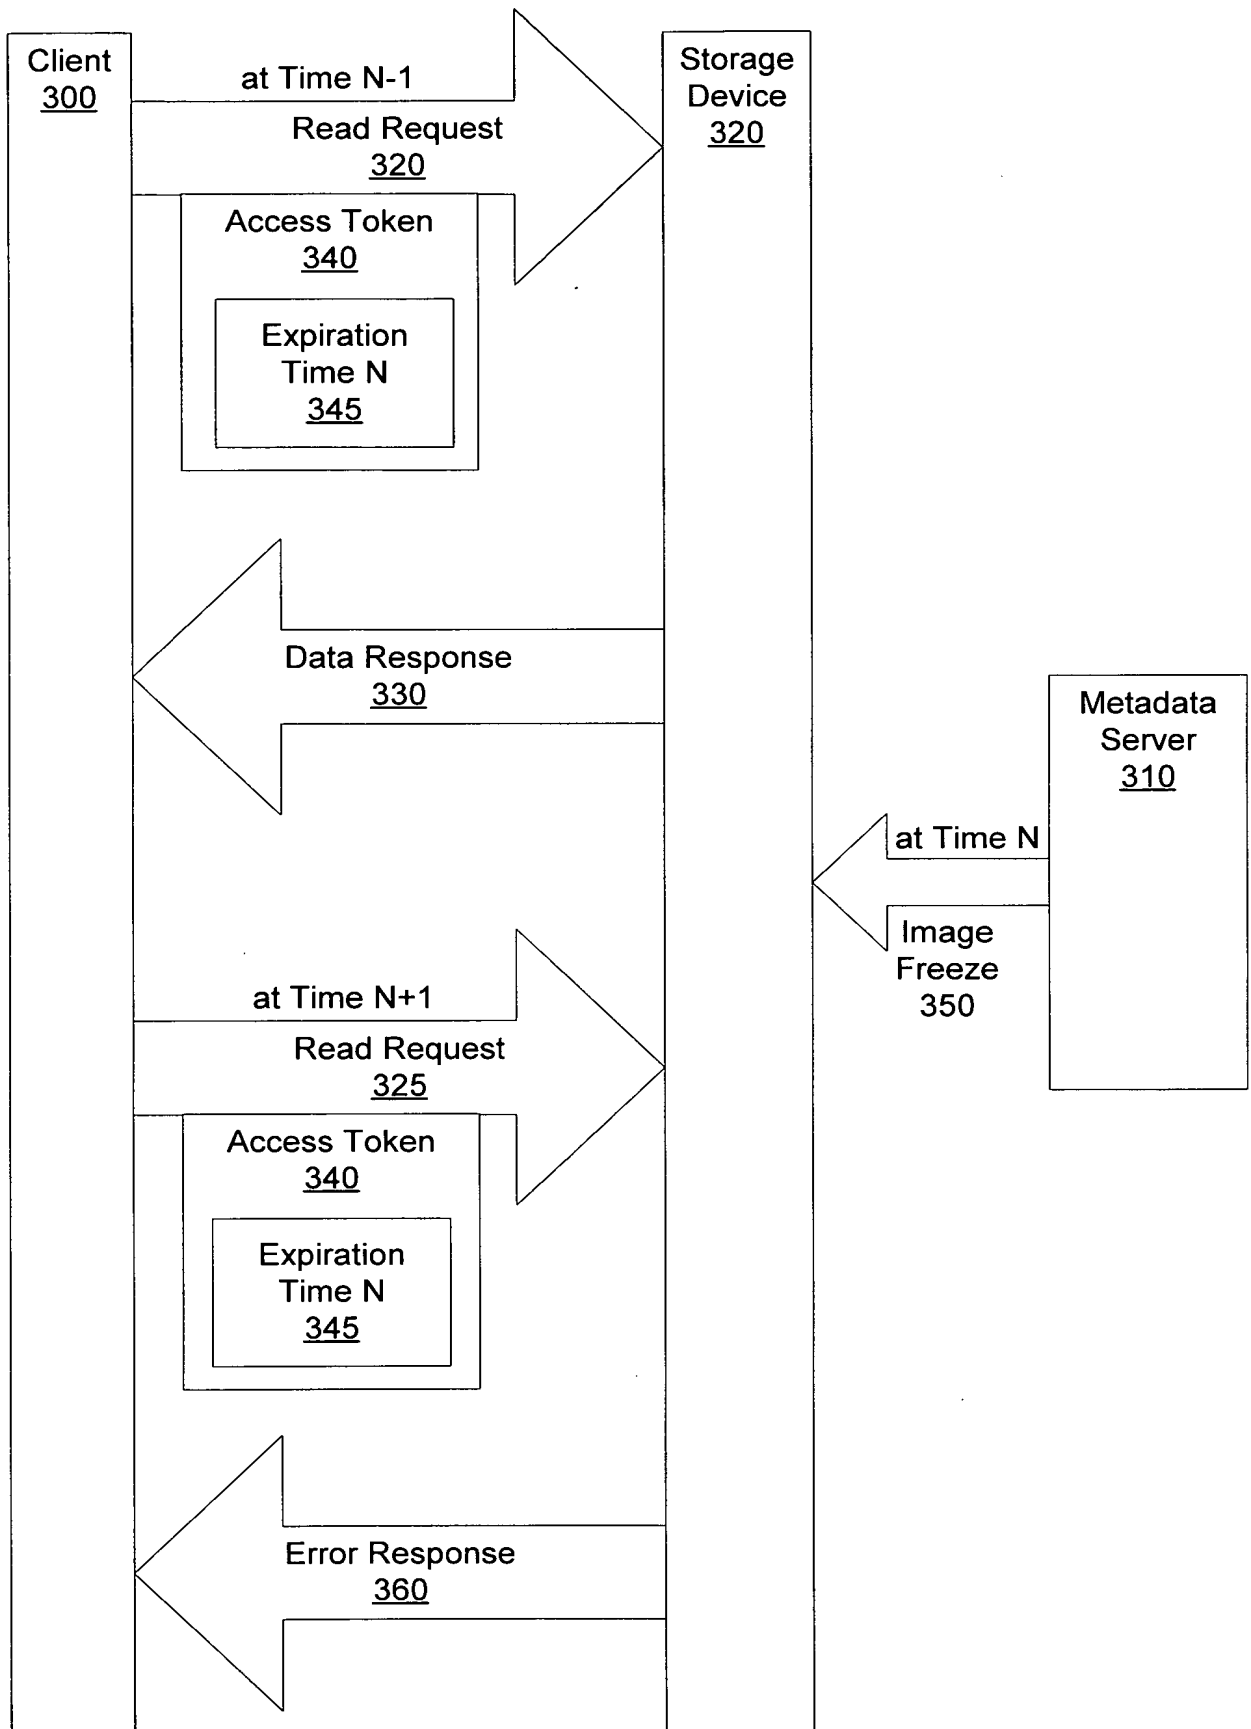 Client
300
at Time N-1
Read Request
320
Storage
Device
320
Access Token
340
Expiration
Time N
345
Data Response
330
Metadata
Server
310
at Time N
Image
Freeze
350
at Time N+1
Read Request
325
Access Token
340
Expiration
Time N
345
Error Response
360